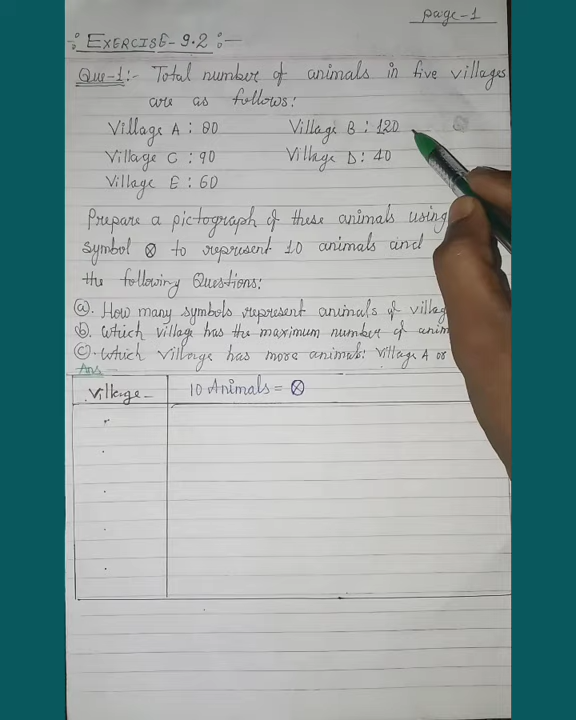 page-1
:- EXERCISE-9.2 :-
Que-1:- Total number of animals in five villages
are as follows:
Village A : 80 Village B : 120
Village C : 90 Village D : 40
Village E : 60
Prepare a pictograph of these animals using
symbol ⊗ to represent 10 animals and
the following Questions:
(a). How many symbols represent animals of
(b). which village has the maximum number of
(c). which village has more animals: Village A or
Ans-
Village- 10 Animals = ⊗